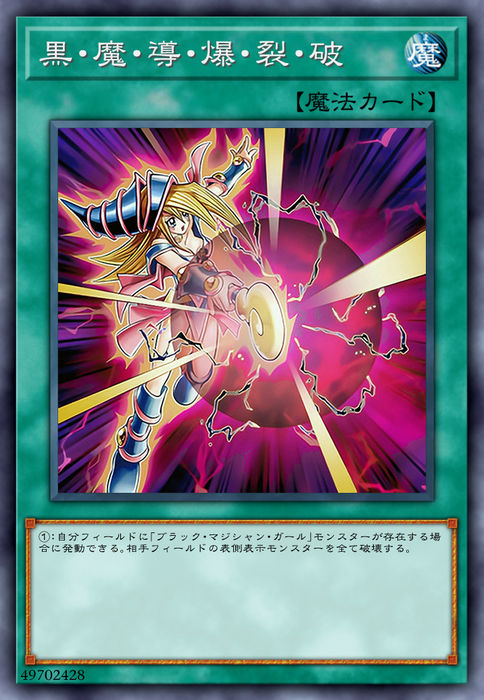 黒・魔・導・爆・裂・破
魔
【魔法カード】
①:自分フィールドに「ブラック・マジシャン・ガール」モンスターが存在する場
合に発動できる。相手フィールドの表側表示モンスターを全て破壊する。
49702428